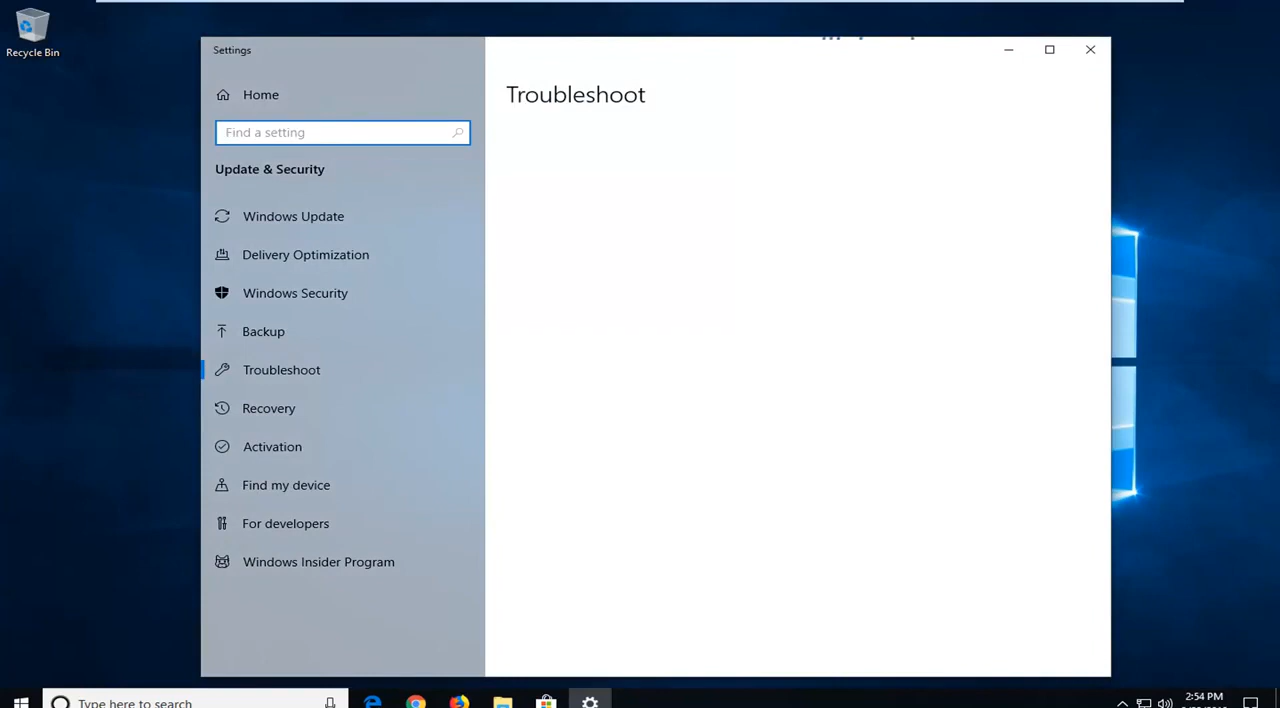 Recycle Bin
Settings
Home
Find a setting
Update & Security
Windows Update
Delivery Optimization
Windows Security
Backup
Troubleshoot
Recovery
Activation
Find my device
For developers
Windows Insider Program
Troubleshoot
Type here to search
2:54 PM